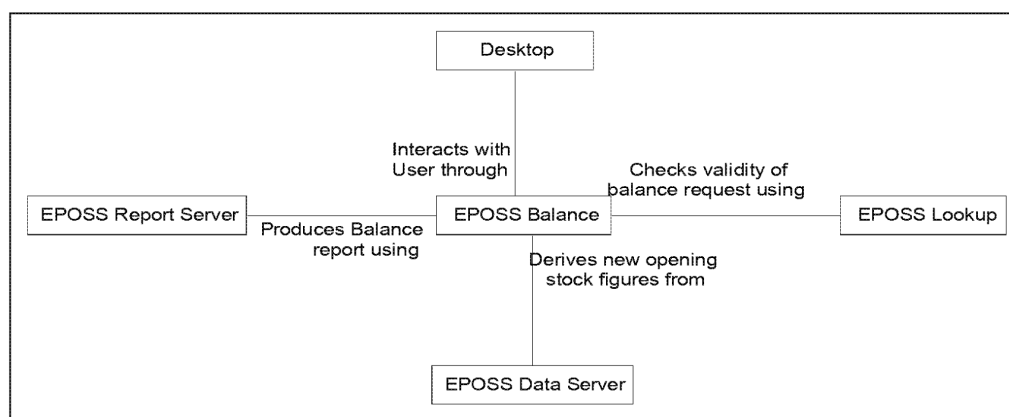 Desktop
Interacts with
User through
Checks validity of
balance request using
EPOSS Report Server
EPOSS Balance
EPOSS Lookup
Produces Balance
report using
Derives new opening
stock figures from
EPOSS Data Server